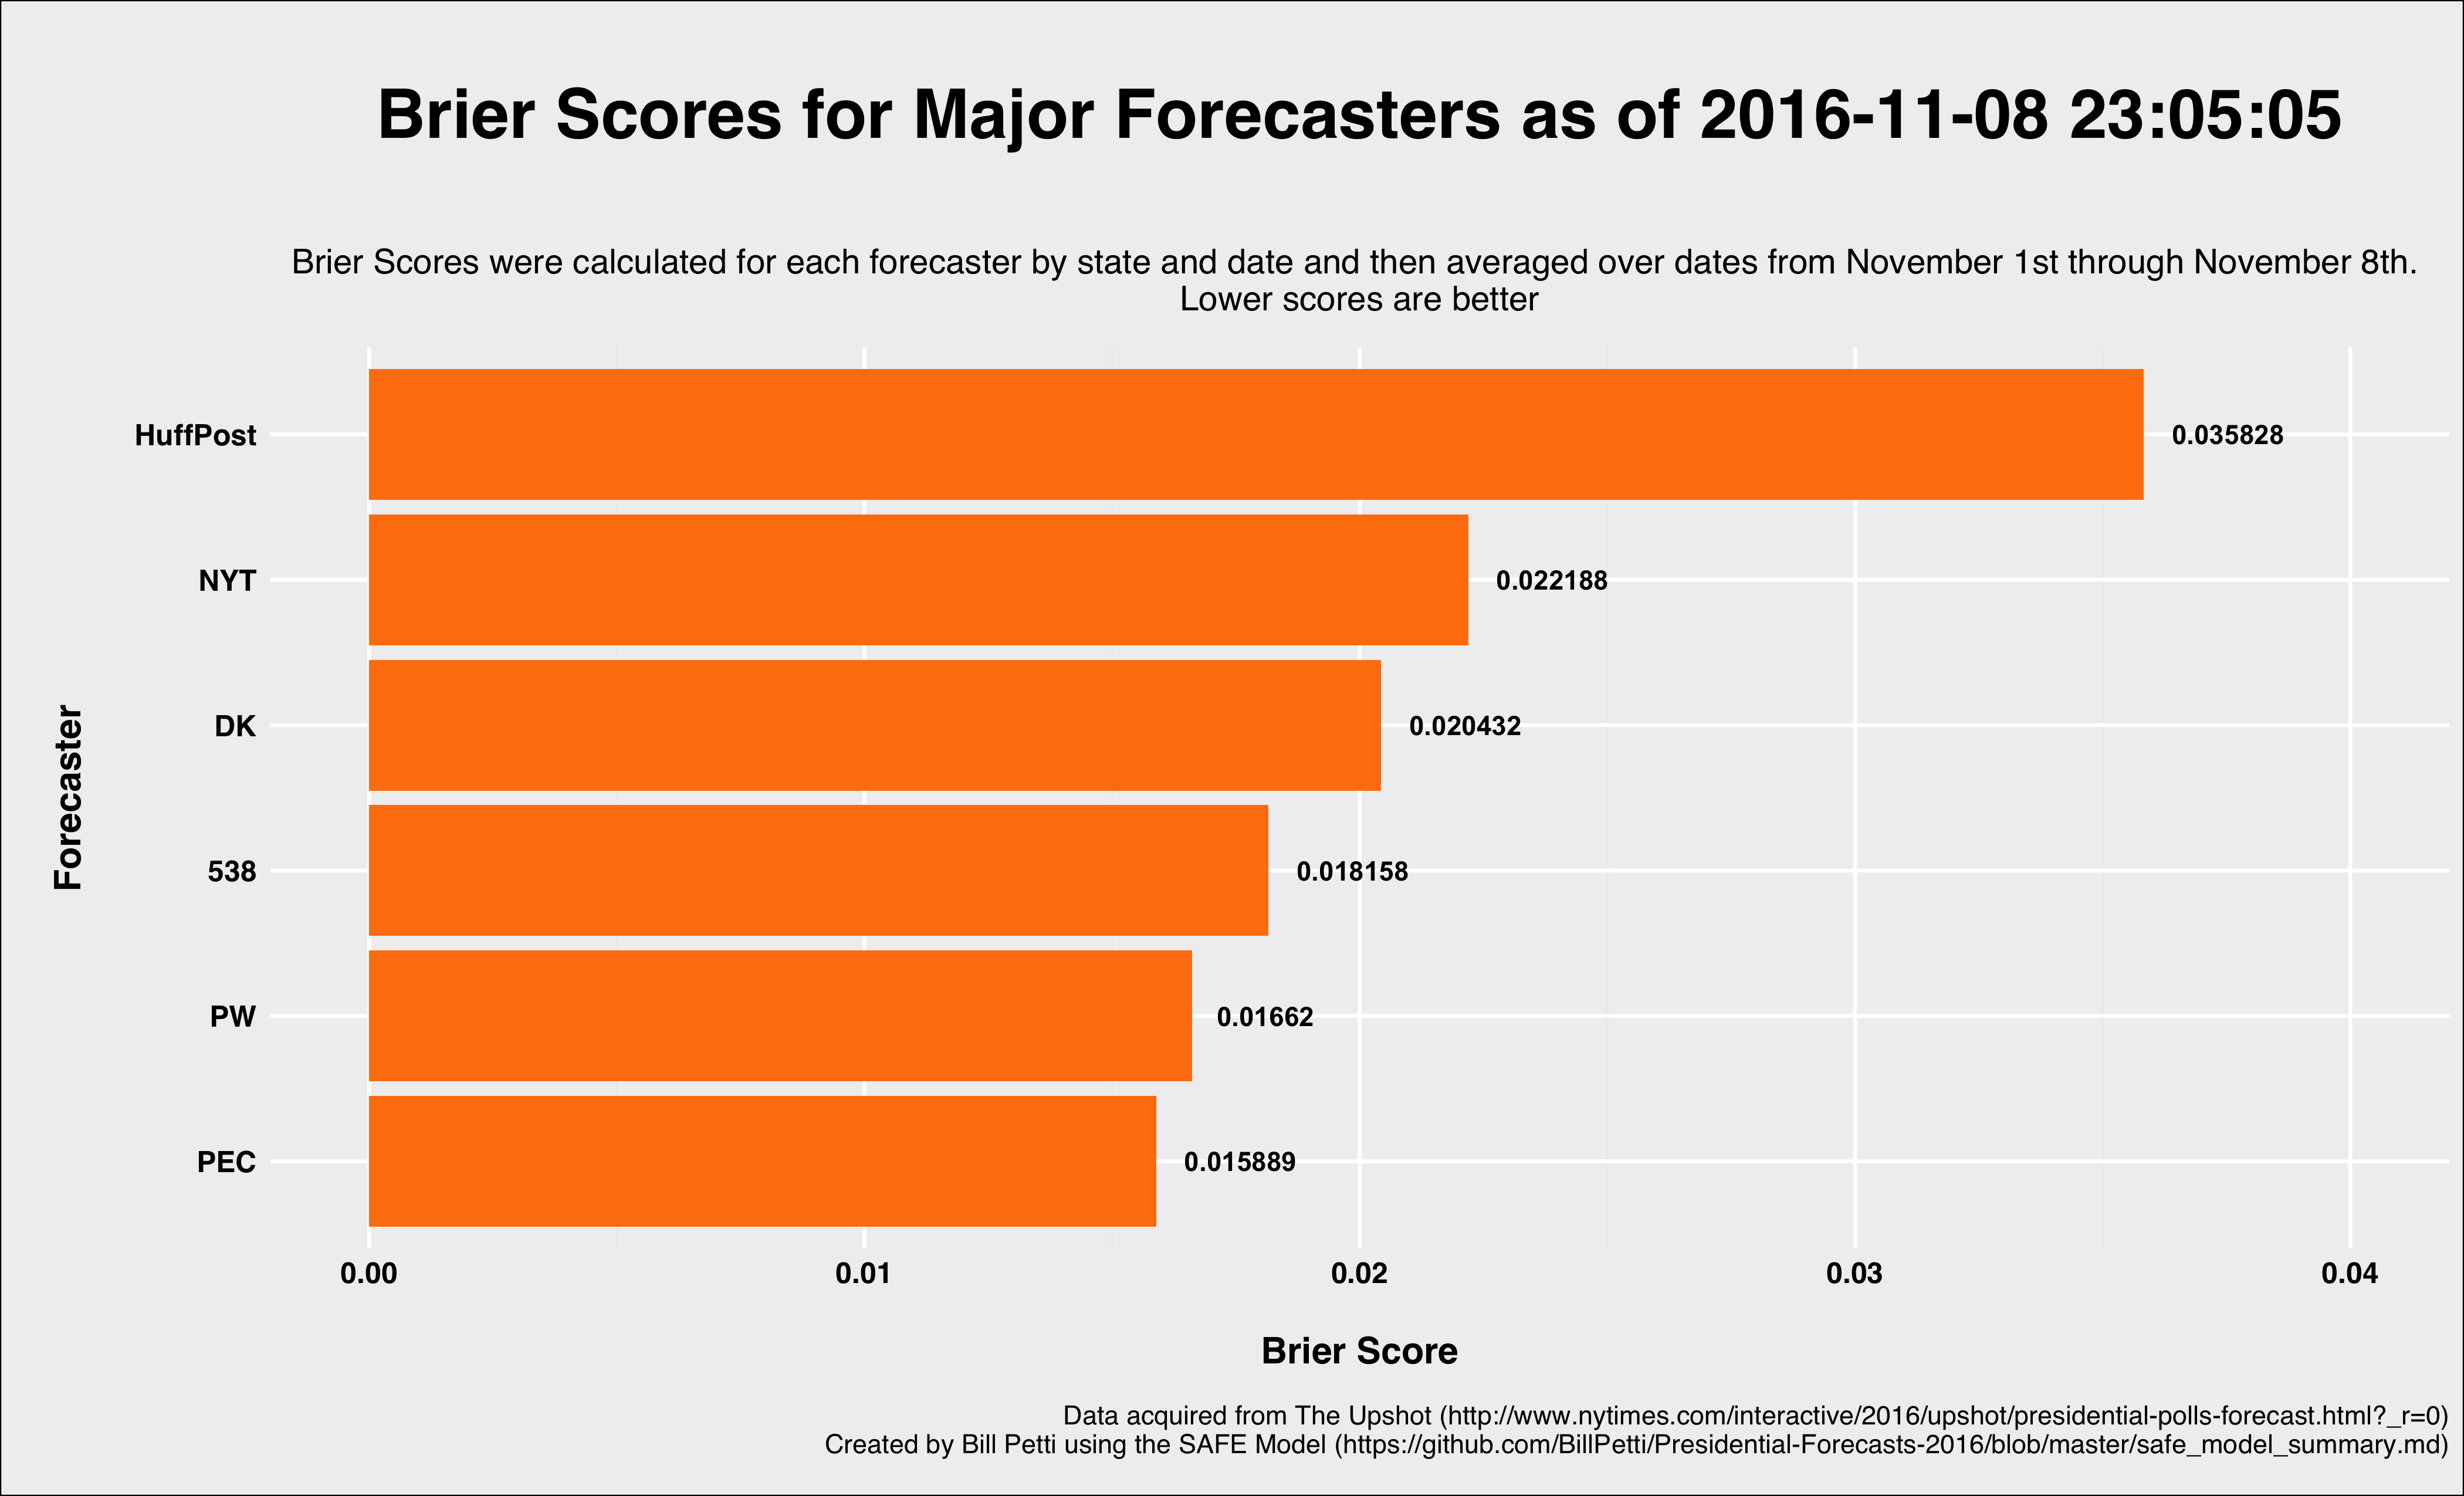 Brier Scores for Major Forecasters as of 2016-11-08 23:05:05
Brier Scores were calculated for each forecaster by state and date and then averaged over dates from November 1st through November 8th.
Lower scores are better
Forecaster
HuffPost
0.035828
NYT
0.022188
DK
0.020432
538
0.018158
PW
0.01662
PEC
0.015889
0.00
0.01
0.02
0.03
0.04
Brier Score
Data acquired from The Upshot (http://www.nytimes.com/interactive/2016/upshot/presidential-polls-forecast.html?_r=0)
Created by Bill Petti using the SAFE Model (https://github.com/BillPetti/Presidential-Forecasts-2016/blob/master/safe_model_summary.md)